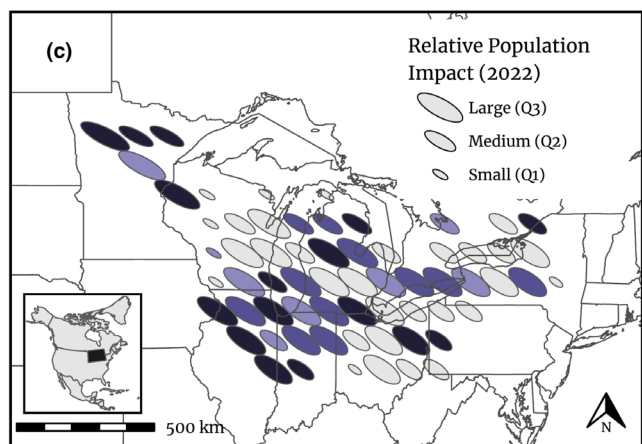 (c)
Relative Population
Impact (2022)
Large (Q3)
Medium (Q2)
Small (Q1)
500 km
N